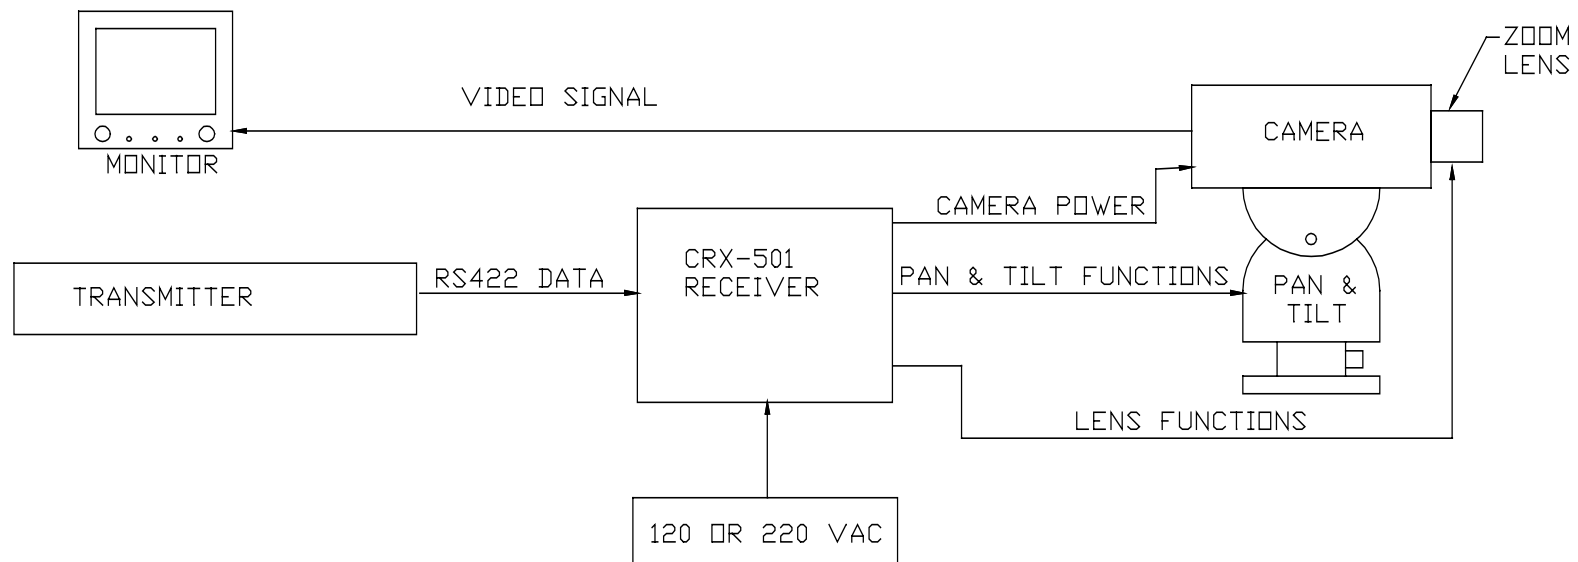 ZOOM
LENS
VIDEO SIGNAL
CAMERA
MONITOR
CAMERA POWER
CRX-501
RECEIVER
RS422 DATA
TRANSMITTER
PAN & TILT FUNCTIONS
PAN &
TILT
LENS FUNCTIONS
120 OR 220 VAC